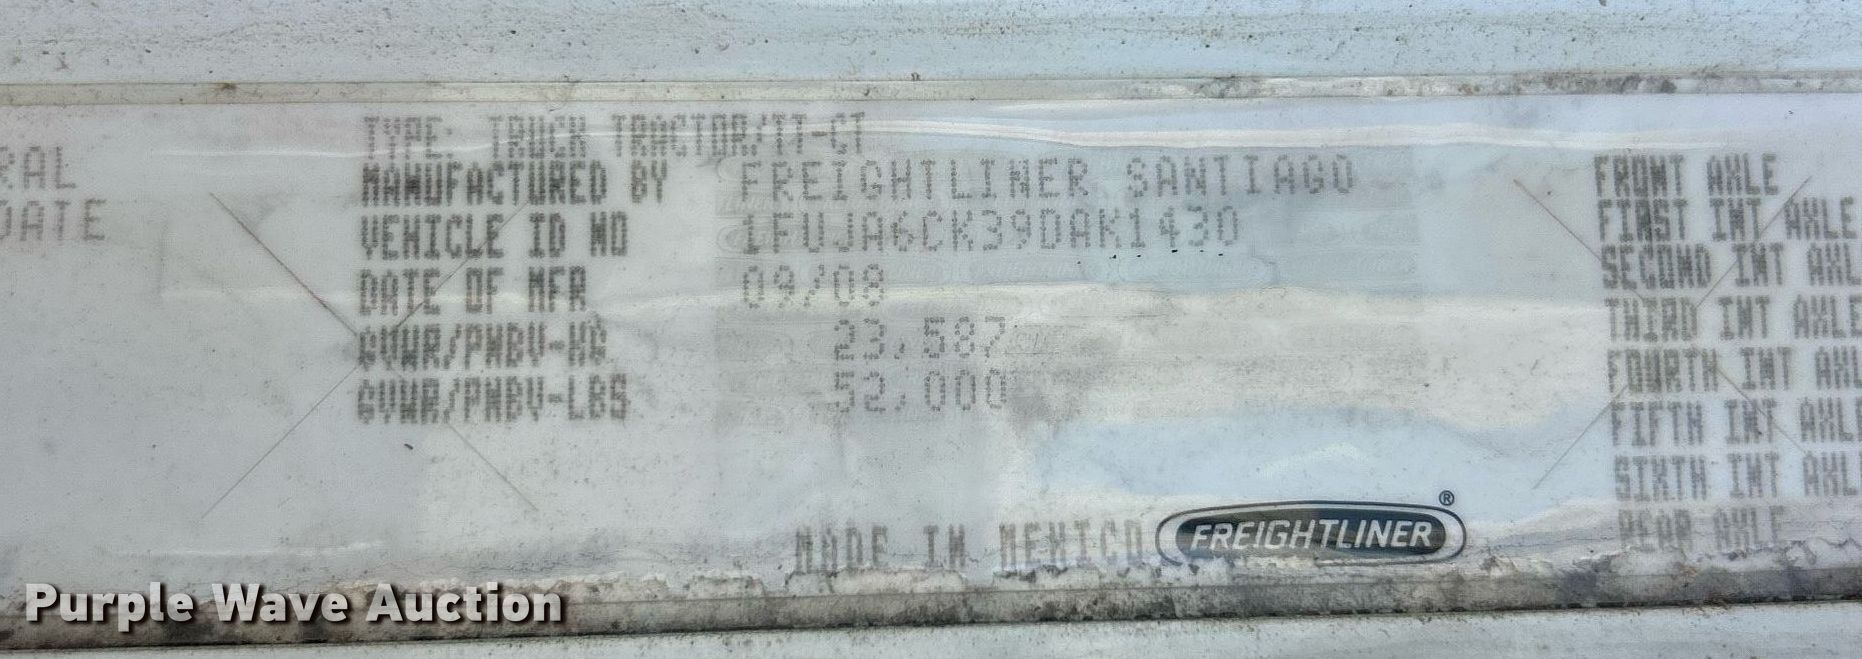 TYPE: TRUCK TRACTOR/TT-CT
RAL
DATE
MANUFACTURED BY FREIGHTLINER SANTIAGO
VEHICLE ID NO 1FUJA6CK39DAK1430
DATE OF MFR 09/08
GVWR/PNBV-KG 23,587
GVWR/PNBV-LBS 52,000
MADE IN MEXICO FREIGHTLINER®
FRONT AXLE
FIRST INT AXLE
SECOND INT AXL
THIRD INT AXLE
FOURTH INT AXL
FIFTH INT AXLE
SIXTH INT AXL
REAR AXLE
Purple Wave Auction